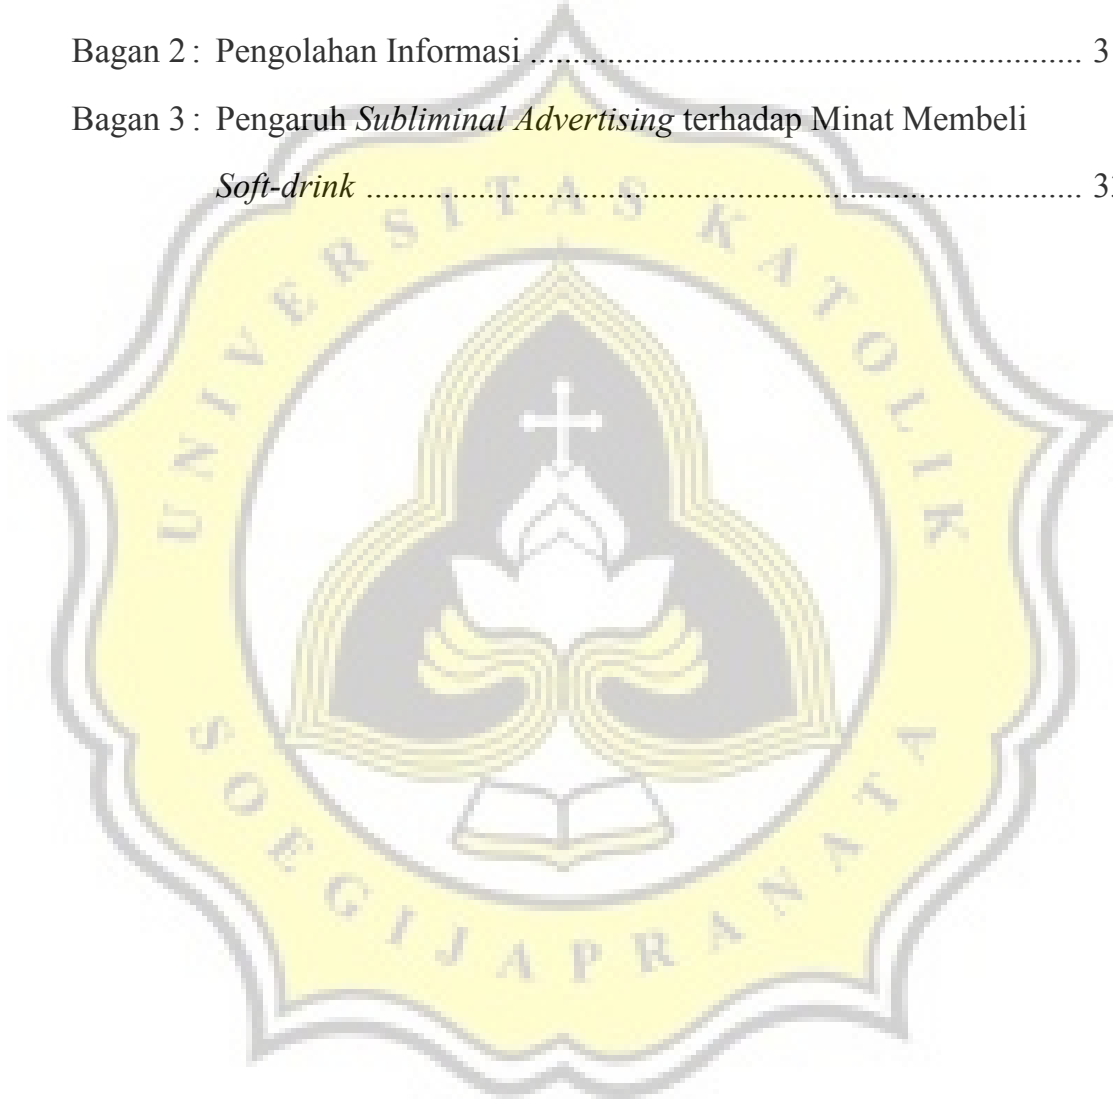 Bagan 2 : Pengolahan Informasi ................................................................ 3
Bagan 3 : Pengaruh Subliminal Advertising terhadap Minat Membeli
Soft-drink ................................................................................... 3
UNIVERSITAS KATOLIK
SOEGIJAPRANATA